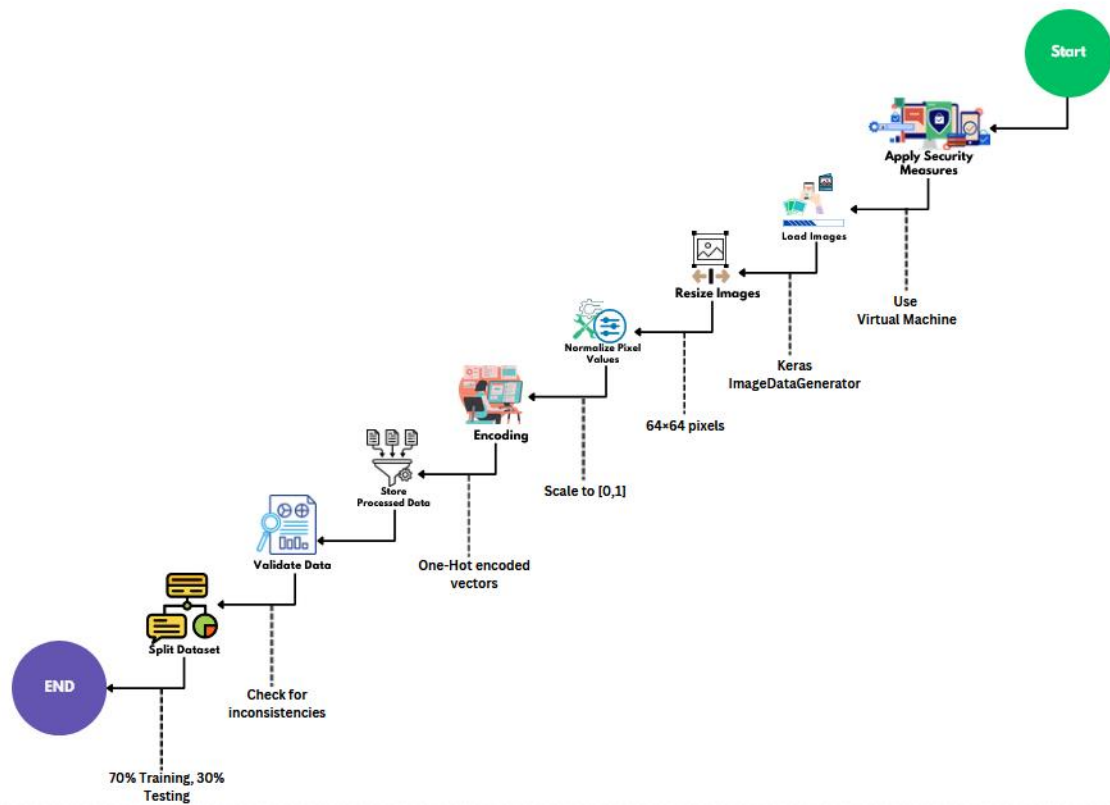 Start
Apply Security
Measures
Load Images
Use
Virtual Machine
Resize Images
Keras
ImageDataGenerator
Normalize Pixel
Values
64×64 pixels
Encoding
Scale to [0,1]
Store
Processed Data
One-Hot encoded
vectors
Validate Data
Check for
inconsistencies
Split Dataset
70% Training, 30%
Testing
END